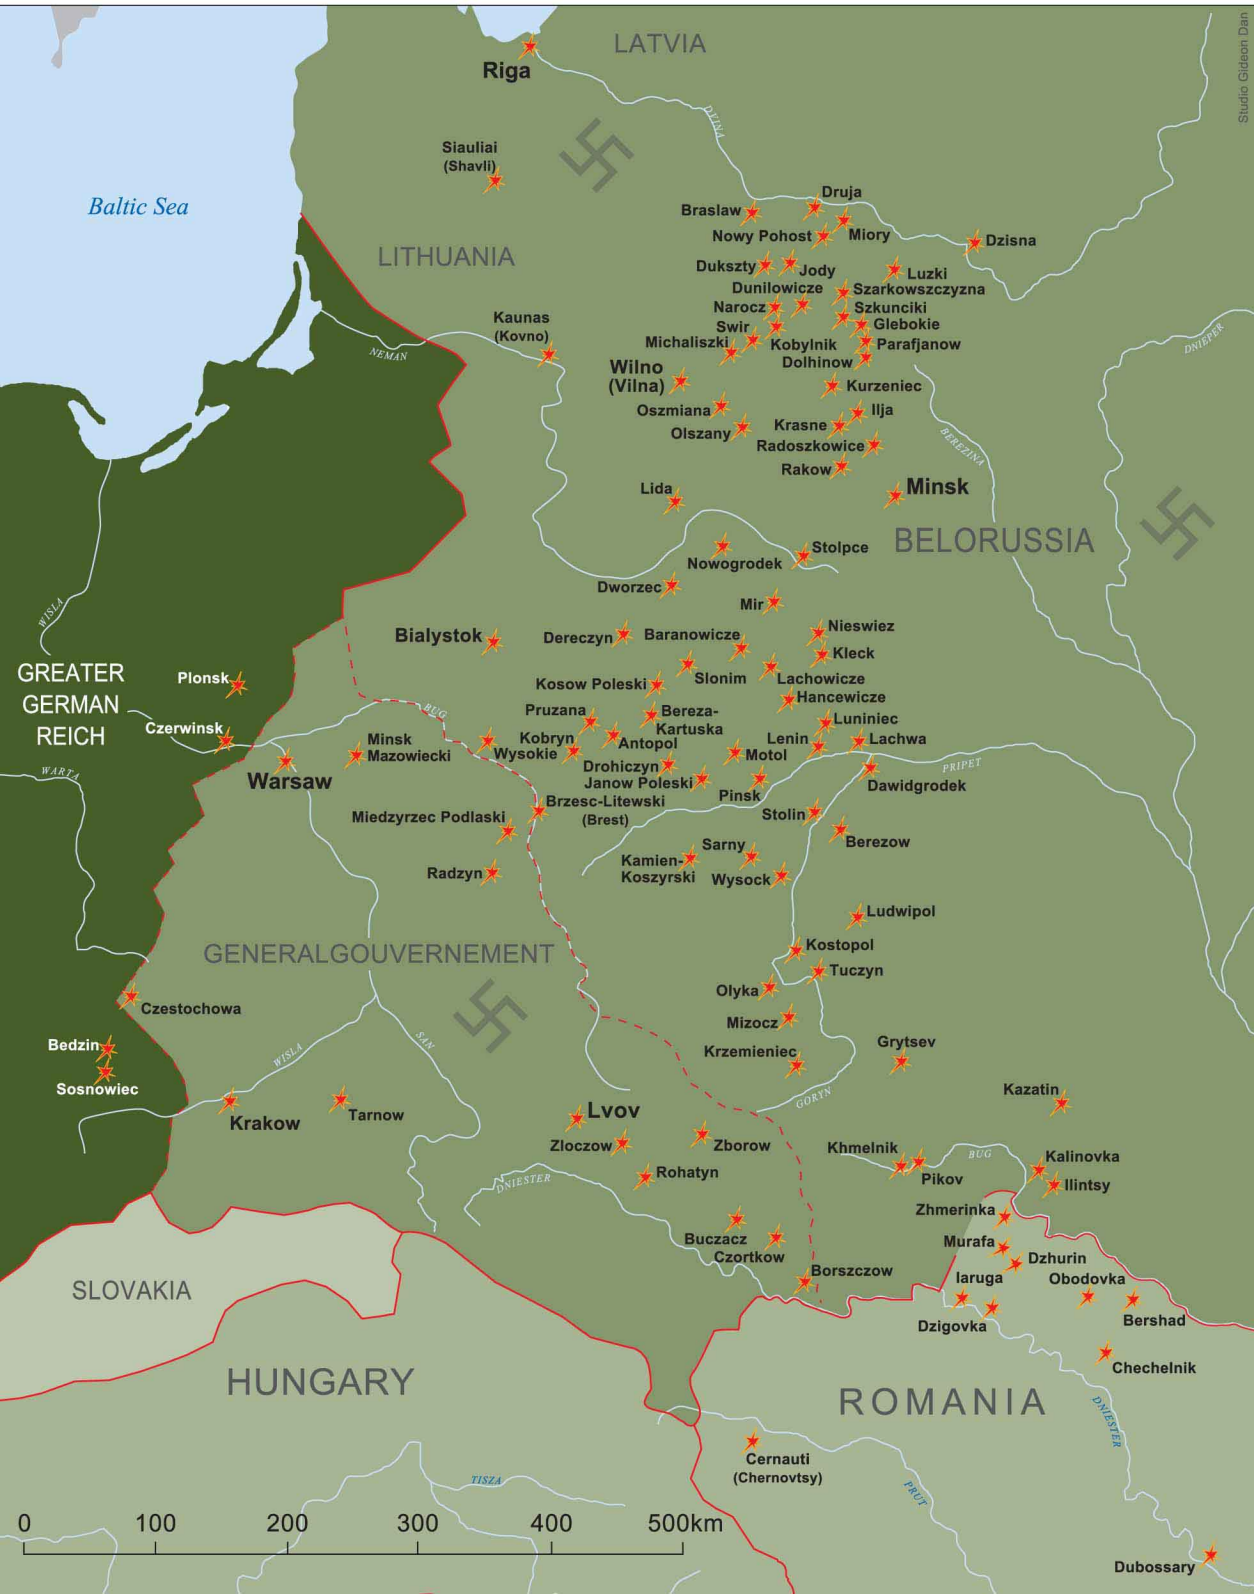 Studio Gideon Dan
LATVIA
Riga
DVINA
Siauliai
(Shavli)
Baltic Sea
LITHUANIA
Druja
Braslaw
Nowy Pohost
Miory
Dzisna
Dukszty
Jody
Luzki
Dunilowicze
Szarkowszczyzna
Narocz
Szkunciki
Swir
Glebokie
Kaunas
(Kovno)
Michaliszki
Kobylnik
Parafjanow
Dolhinow
NEMAN
DNIEPER
Wilno
(Vilna)
Kurzeniec
Oszmiana
Ilja
Olszany
Krasne
Radoszkowice
BEREZINA
Rakow
Minsk
Lida
BELORUSSIA
Nowogrodek
Stolpce
Dworzec
Mir
WISLA
Bialystok
Dereczyn
Baranowicze
Nieswiez
Kleck
GREATER
GERMAN
REICH
Plonsk
Slonim
Lachowicze
Kosow Poleski
Hancewicze
BUG
Pruzana
Bereza-
Kartuska
Luniniec
Czerwinsk
Minsk
Mazowiecki
Wysokie
Kobryn
Antopol
Lenin
Lachwa
Motol
Drohiczyn
WARTA
Warsaw
Janow Poleski
Pinsk
PRIPET
Dawidgrodek
Brzesc-Litewski
(Brest)
Miedzyrzec Podlaski
Stolin
Berezow
Radzyn
Sarny
Kamien-
Koszyrski
Wysock
Ludwipol
GENERALGOUVERNEMENT
Kostopol
Tuczyn
Olyka
Czestochowa
Mizocz
Bedzin
WISLA
SAN
Krzemieniec
Grytsev
Sosnowiec
Kazatin
GORYN
Krakow
Tarnow
Lvov
Zloczow
Zborow
Khmelnik
BUG
Kalinovka
Rohatyn
Pikov
Ilintsy
DNIESTER
Zhmerinka
Buczacz
Czortkow
Murafa
Dzhurin
Borszczow
Iaruga
Obodovka
SLOVAKIA
Dzigovka
Bershad
Chechelnik
HUNGARY
ROMANIA
DNIESTER
Cernauti
(Chernovtsy)
TISZA
PRUT
0 100 200 300 400 500km
Dubossary